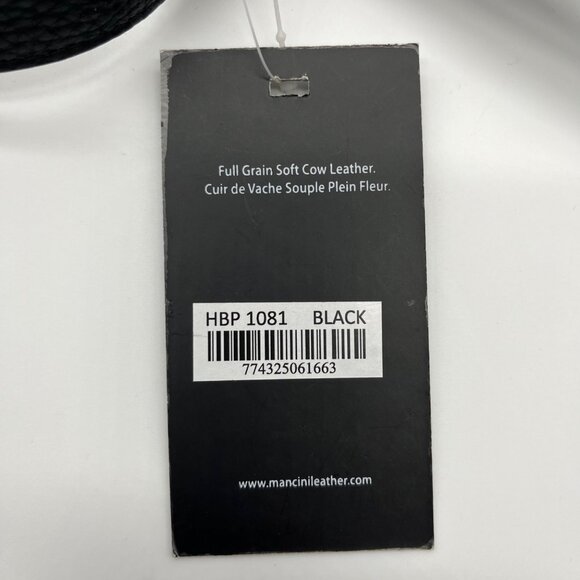 Full Grain Soft Cow Leather.
Cuir de Vache Souple Plein Fleur.
HBP 1081 BLACK
774325061663
www.mancinileather.com